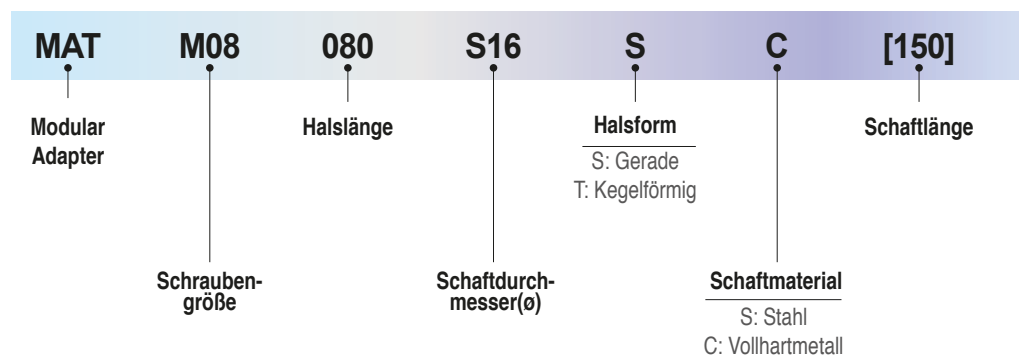 MAT M08 080 S16 S C [150]
Modular
Adapter
Halslänge
Halsform
S: Gerade
T: Kegelförmig
Schaftlänge
Schrauben-
größe
Schaftdurch-
messer(ø)
Schaftmaterial
S: Stahl
C: Vollhartmetall